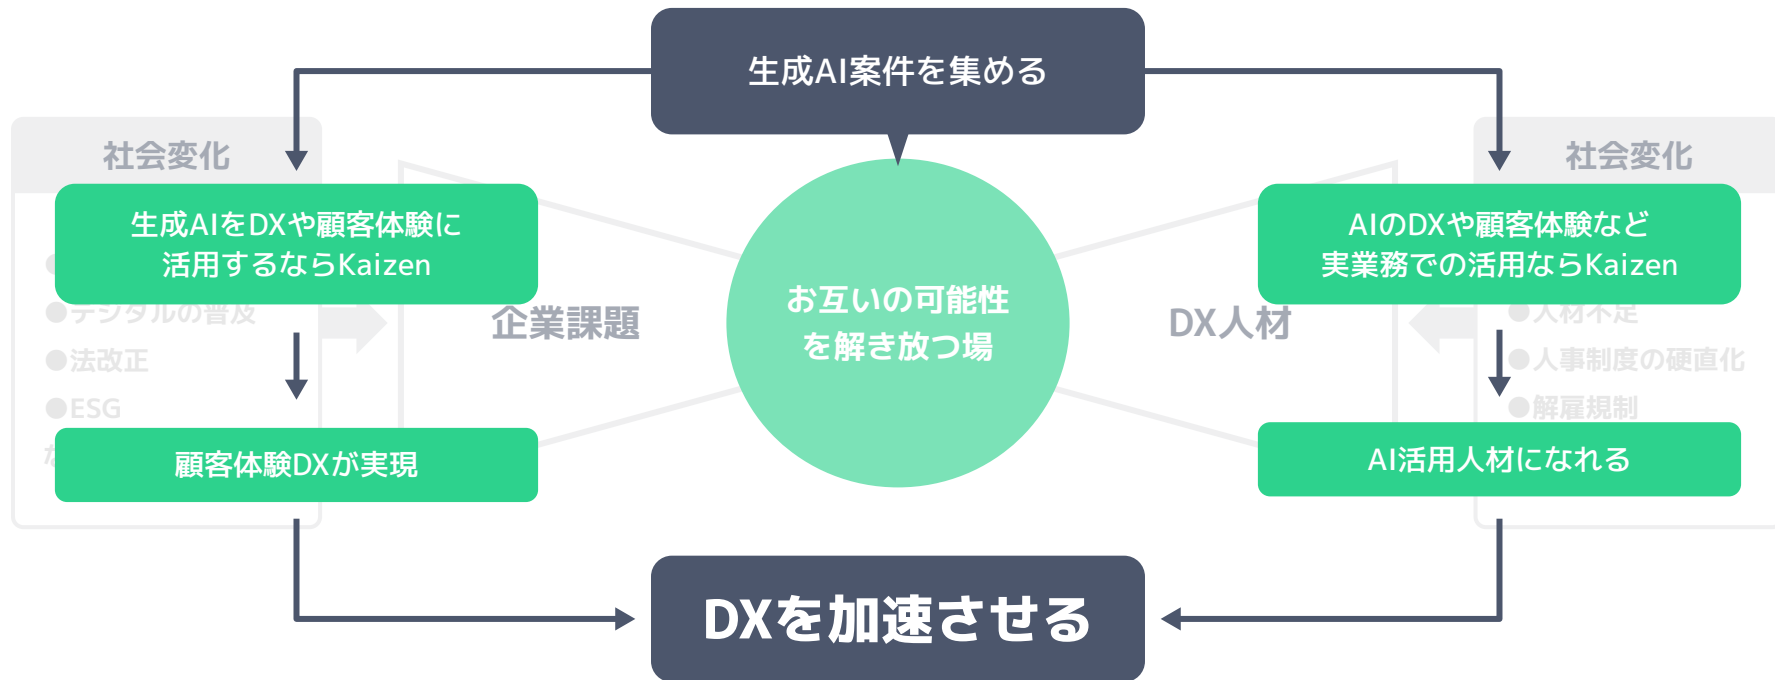 生成AI案件を集める
社会変化
社会変化
生成AIをDXや顧客体験に
活用するならKaizen
AIのDXや顧客体験など
実業務での活用ならKaizen
●デジタルの普及
●法改正
●ESG
企業課題
お互いの可能性
を解き放つ場
DX人材
●人材不足
●人事制度の硬直化
●解雇規制
顧客体験DXが実現
AI活用人材になれる
DXを加速させる